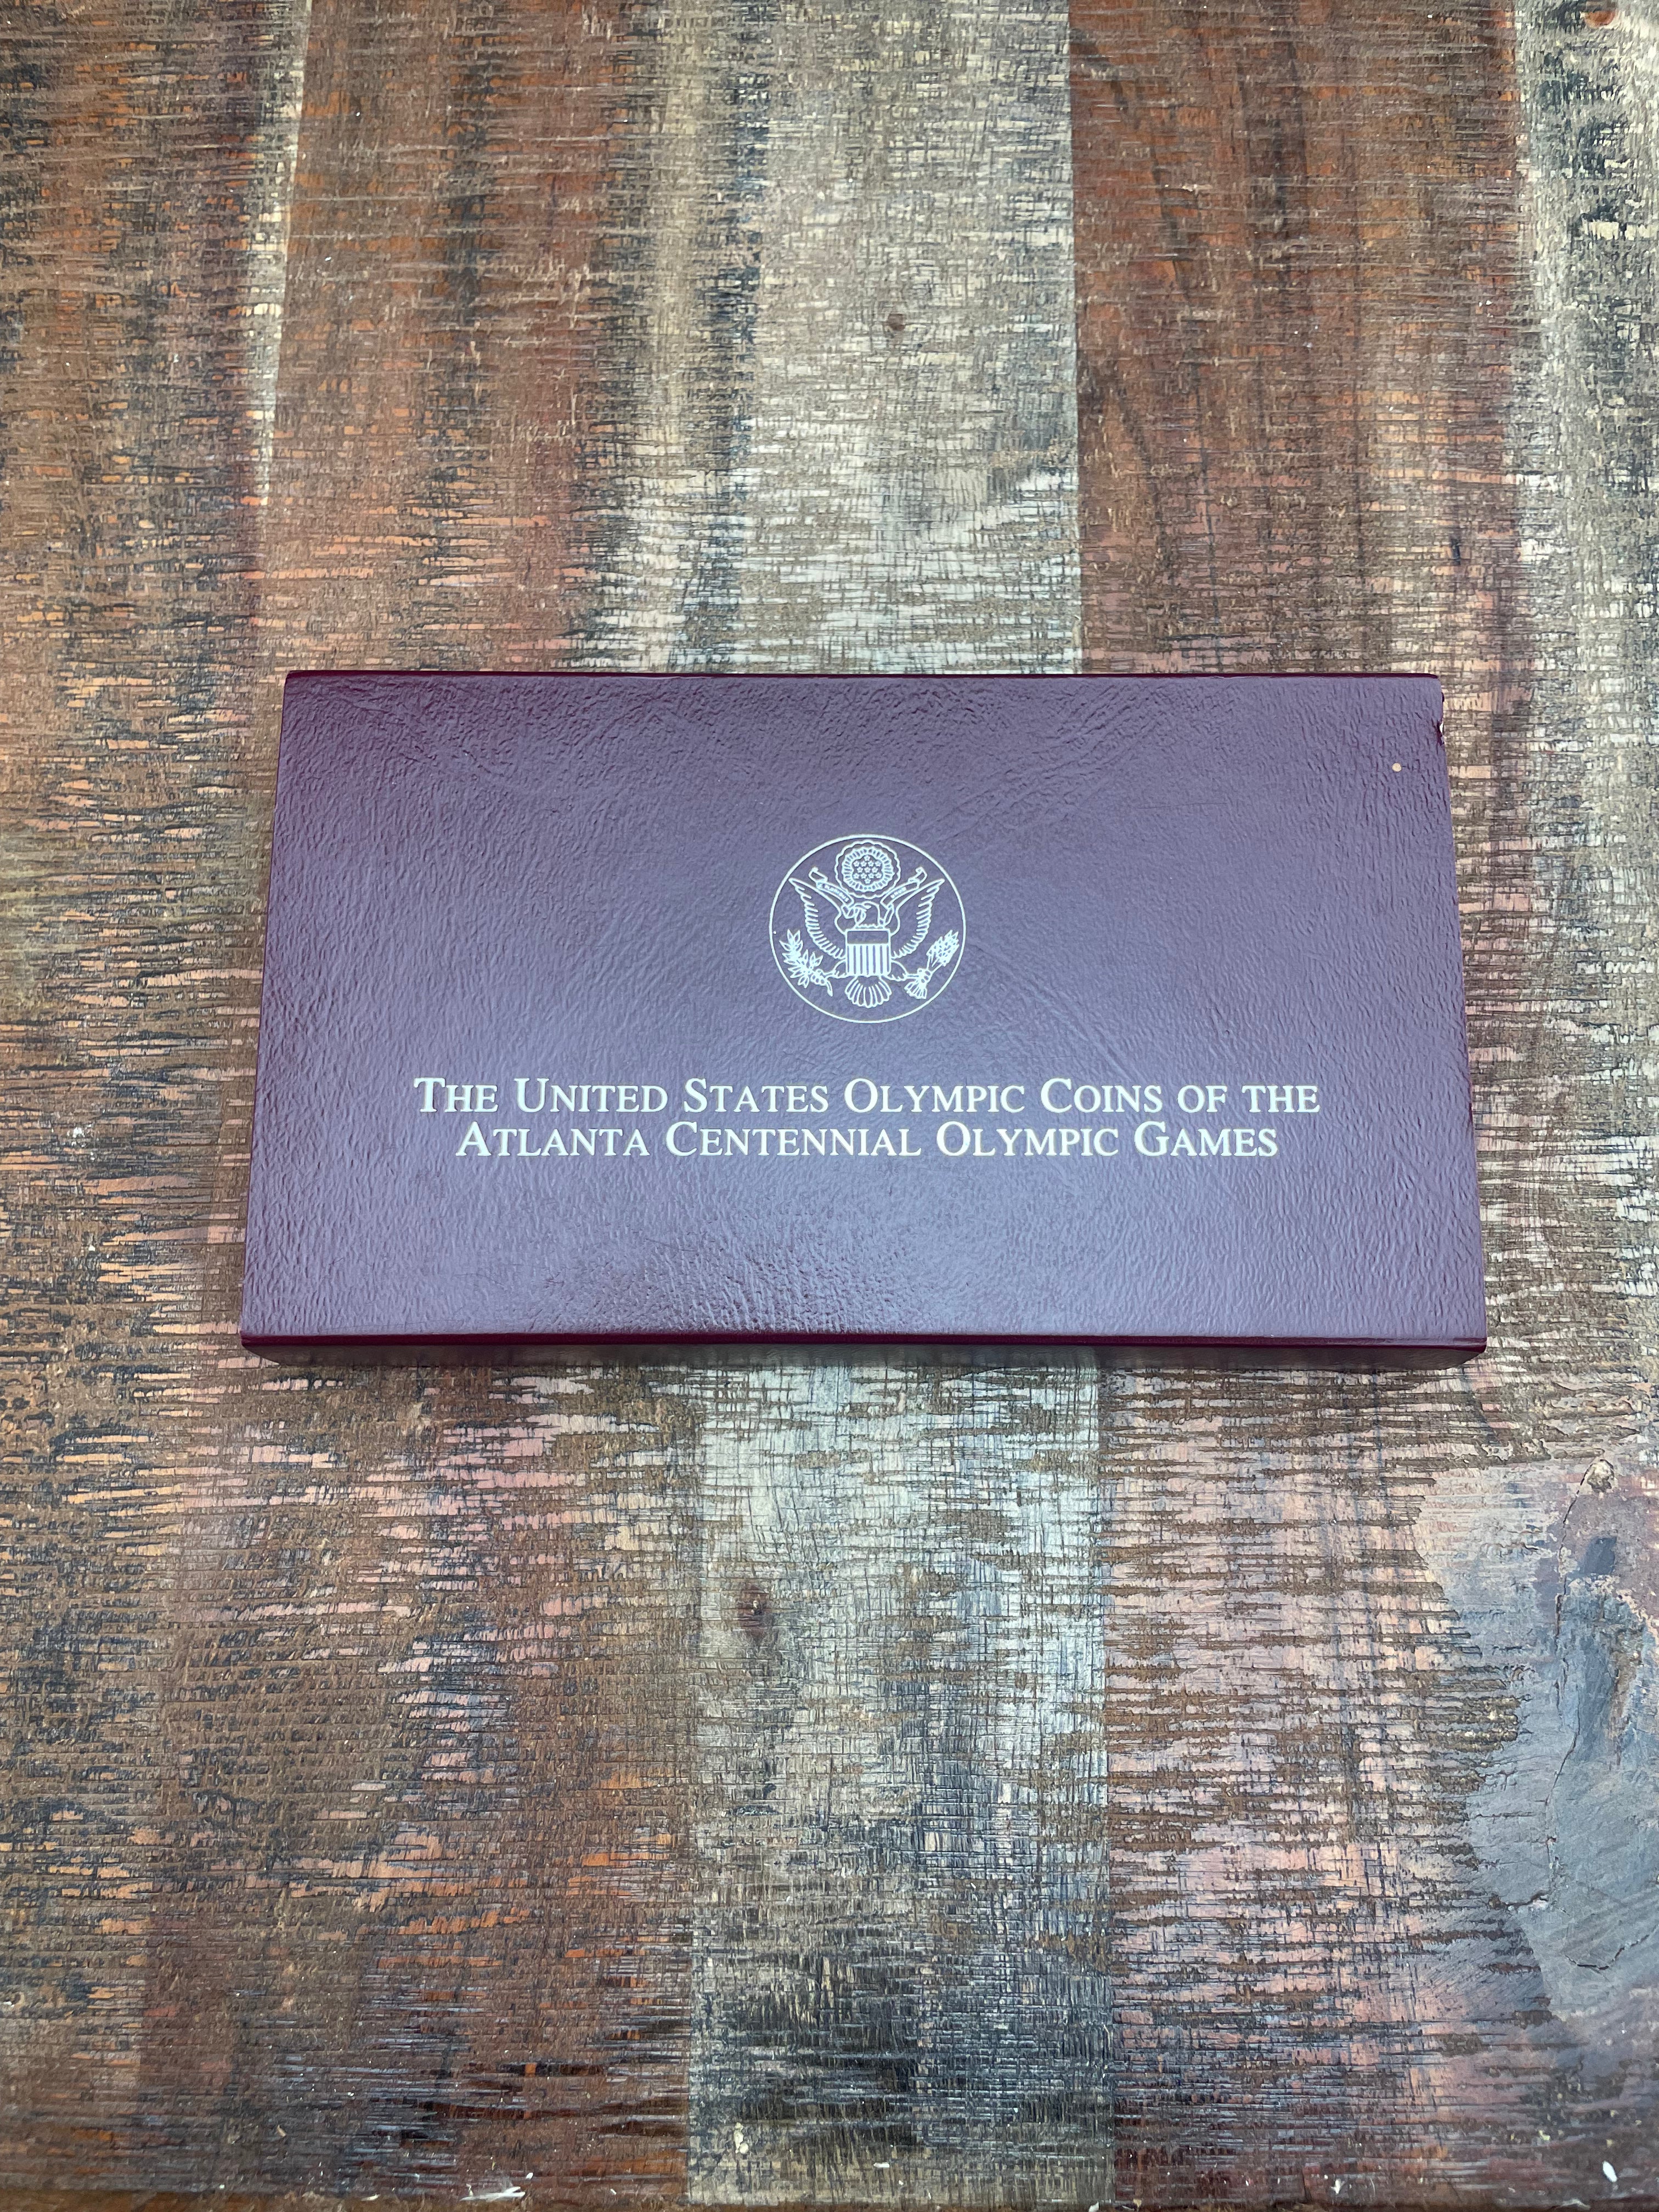 The United States Olympic Coins of the
Atlanta Centennial Olympic Games